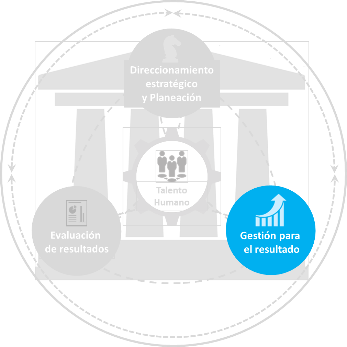 Direccionamiento
estratégico
y Planeación
Talento
Humano
Evaluación
de resultados
Gestión para
el resultado